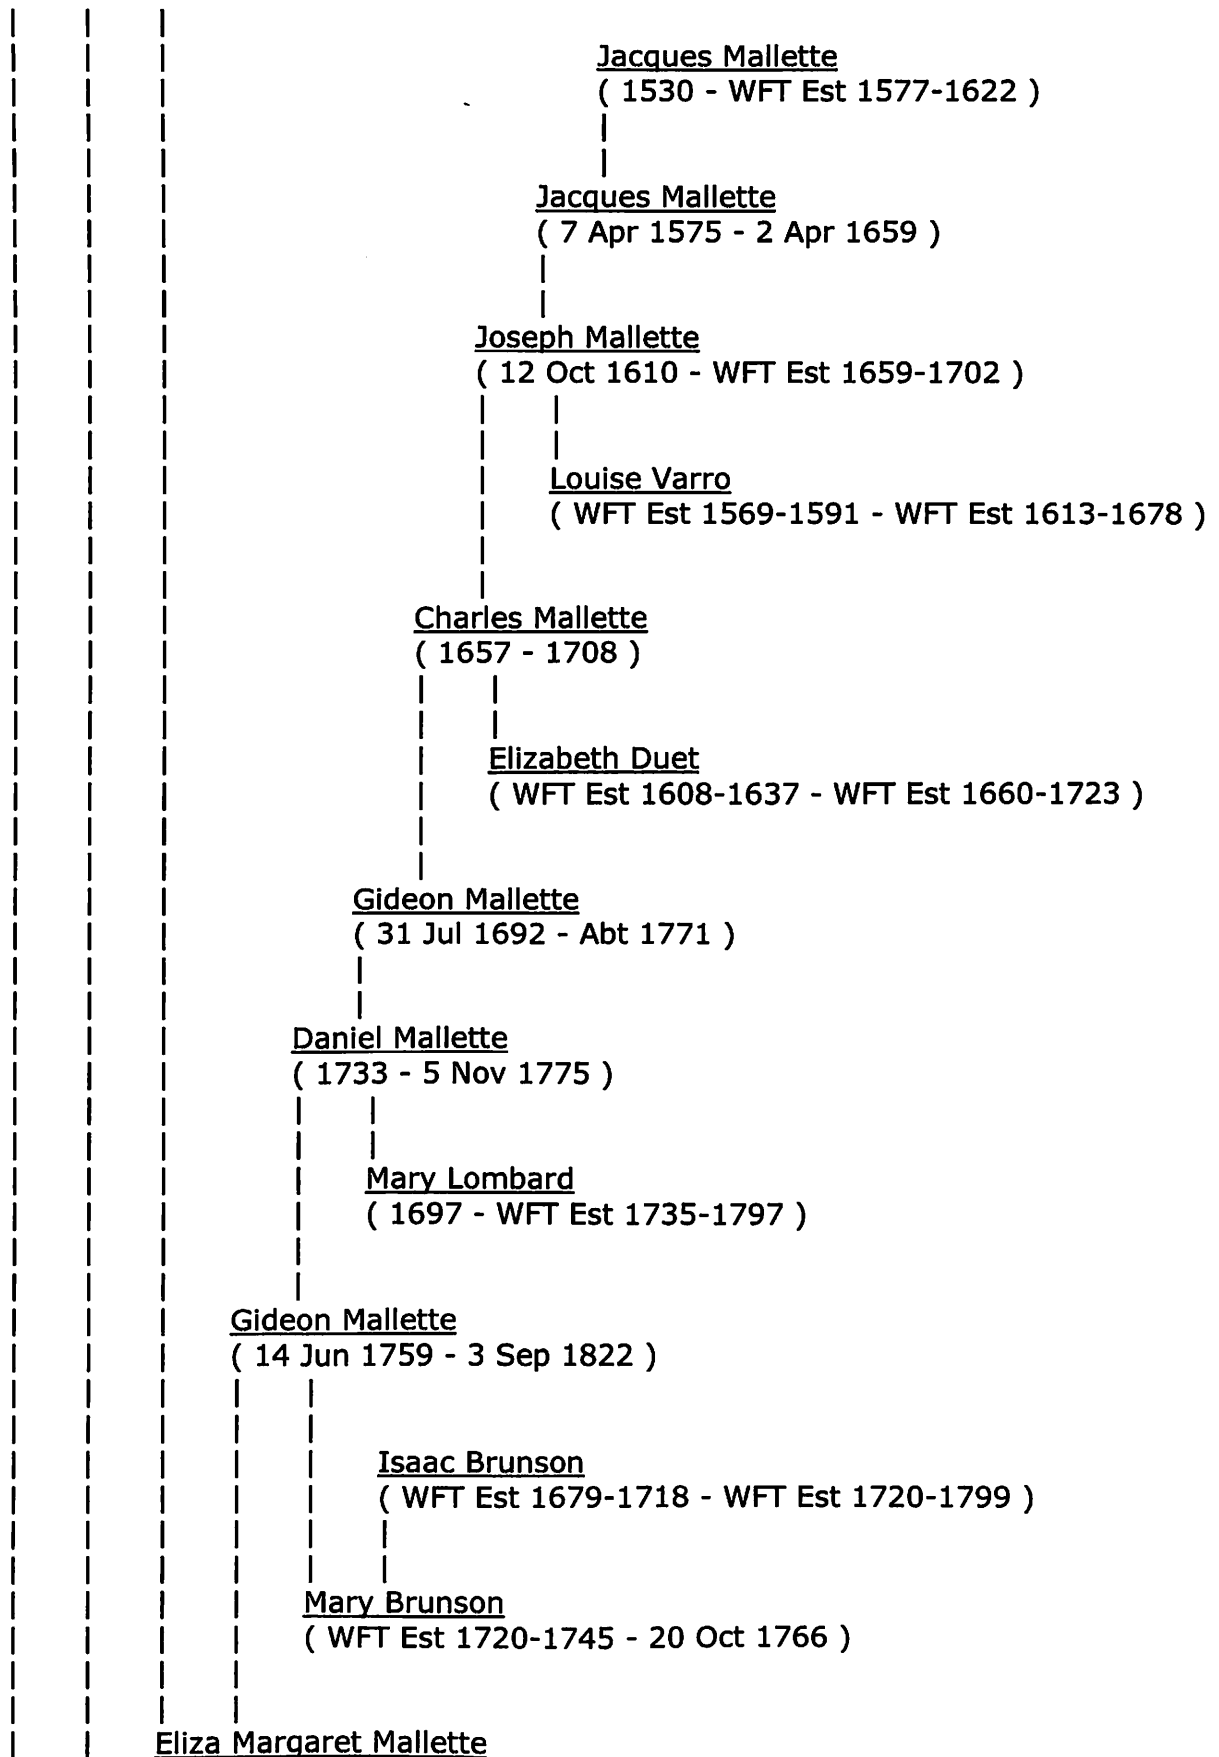 Jacques Mallette
( 1530 - WFT Est 1577-1622 )
Jacques Mallette
( 7 Apr 1575 - 2 Apr 1659 )
Joseph Mallette
( 12 Oct 1610 - WFT Est 1659-1702 )
Louise Varro
( WFT Est 1569-1591 - WFT Est 1613-1678 )
Charles Mallette
( 1657 - 1708 )
Elizabeth Duet
( WFT Est 1608-1637 - WFT Est 1660-1723 )
Gideon Mallette
( 31 Jul 1692 - Abt 1771 )
Daniel Mallette
( 1733 - 5 Nov 1775 )
Mary Lombard
( 1697 - WFT Est 1735-1797 )
Gideon Mallette
( 14 Jun 1759 - 3 Sep 1822 )
Isaac Brunson
( WFT Est 1679-1718 - WFT Est 1720-1799 )
Mary Brunson
( WFT Est 1720-1745 - 20 Oct 1766 )
Eliza Margaret Mallette